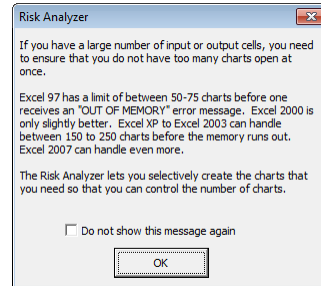 Risk Analyzer
If you have a large number of input or output cells, you need
to ensure that you do not have too many charts open at
once.
Excel 97 has a limit of between 50-75 charts before one
receives an "OUT OF MEMORY" error message. Excel 2000 is
only slightly better. Excel XP to Excel 2003 can handle
between 150 to 250 charts before the memory runs out.
Excel 2007 can handle even more.
The Risk Analyzer lets you selectively create the charts that
you need so that you can control the number of charts.
Do not show this message again
OK